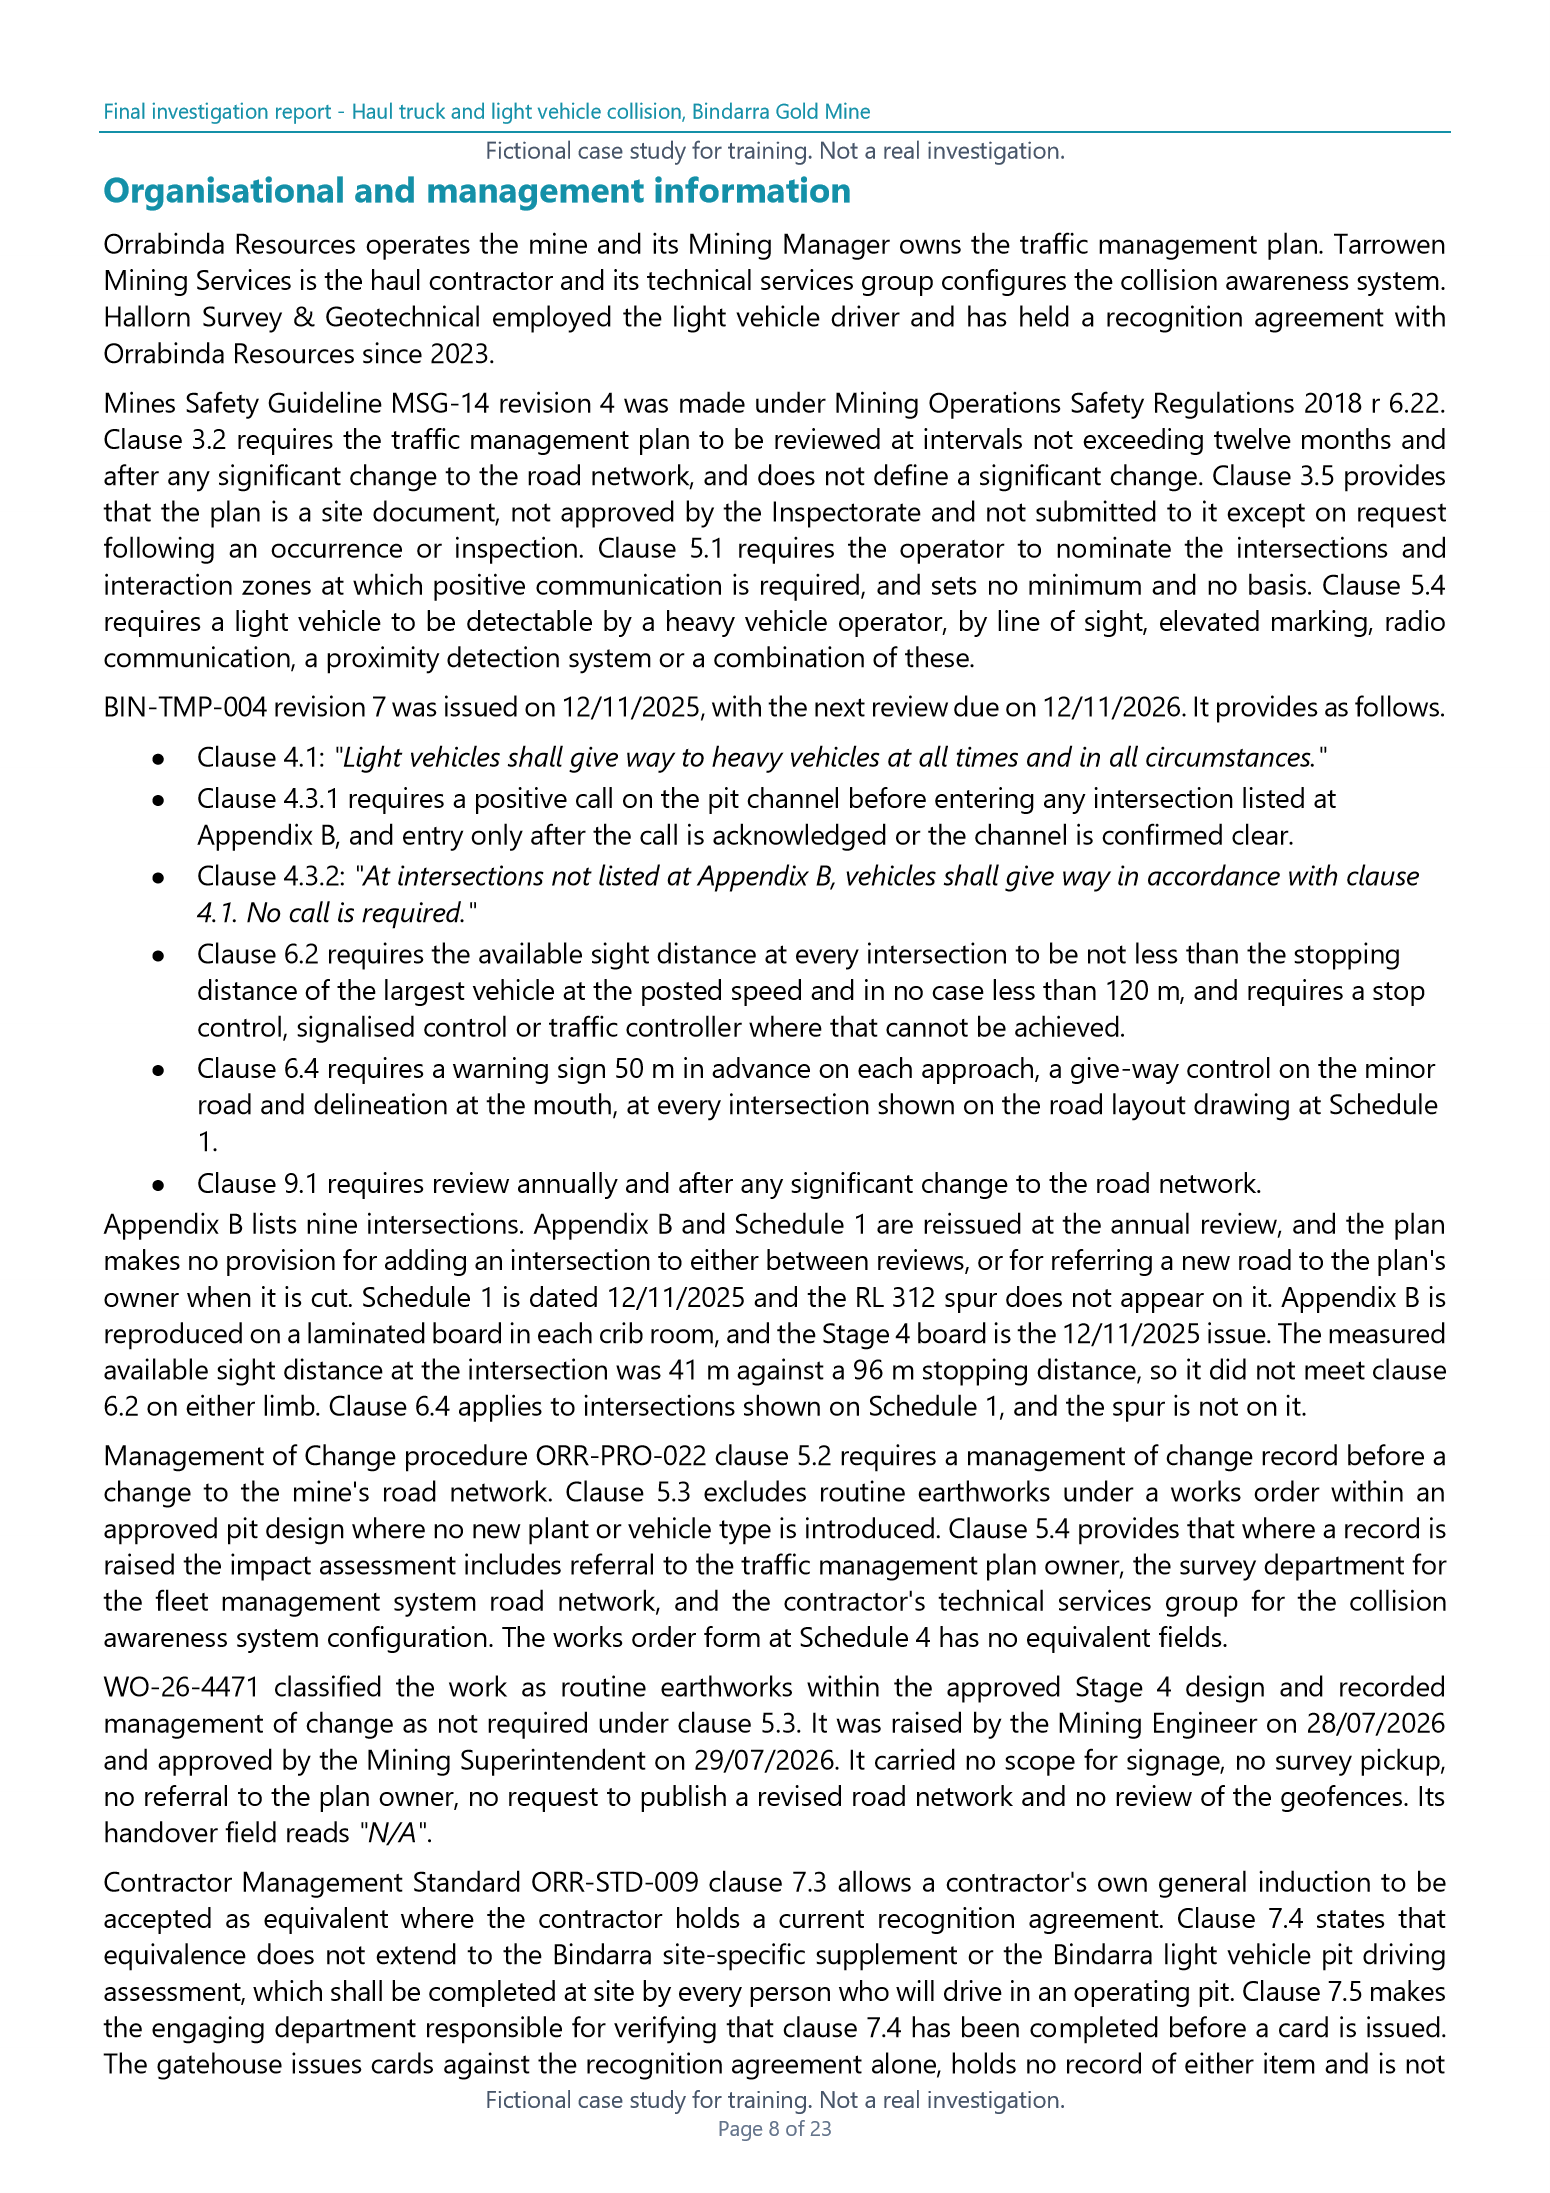 Final investigation report - Haul truck and light vehicle collision, Bindarra Gold Mine
Fictional case study for training. Not a real investigation.
Organisational and management information
Orrabinda Resources operates the mine and its Mining Manager owns the traffic management plan. Tarrowen
Mining Services is the haul contractor and its technical services group configures the collision awareness system.
Hallorn Survey & Geotechnical employed the light vehicle driver and has held a recognition agreement with
Orrabinda Resources since 2023.
Mines Safety Guideline MSG-14 revision 4 was made under Mining Operations Safety Regulations 2018 r 6.22.
Clause 3.2 requires the traffic management plan to be reviewed at intervals not exceeding twelve months and
after any significant change to the road network, and does not define a significant change. Clause 3.5 provides
that the plan is a site document, not approved by the Inspectorate and not submitted to it except on request
following an occurrence or inspection. Clause 5.1 requires the operator to nominate the intersections and
interaction zones at which positive communication is required, and sets no minimum and no basis. Clause 5.4
requires a light vehicle to be detectable by a heavy vehicle operator, by line of sight, elevated marking, radio
communication, a proximity detection system or a combination of these.
BIN-TMP-004 revision 7 was issued on 12/11/2025, with the next review due on 12/11/2026. It provides as follows.
● Clause 4.1: "Light vehicles shall give way to heavy vehicles at all times and in all circumstances."
● Clause 4.3.1 requires a positive call on the pit channel before entering any intersection listed at
Appendix B, and entry only after the call is acknowledged or the channel is confirmed clear.
● Clause 4.3.2: "At intersections not listed at Appendix B, vehicles shall give way in accordance with clause
4.1. No call is required."
● Clause 6.2 requires the available sight distance at every intersection to be not less than the stopping
distance of the largest vehicle at the posted speed and in no case less than 120 m, and requires a stop
control, signalised control or traffic controller where that cannot be achieved.
● Clause 6.4 requires a warning sign 50 m in advance on each approach, a give-way control on the minor
road and delineation at the mouth, at every intersection shown on the road layout drawing at Schedule
1.
● Clause 9.1 requires review annually and after any significant change to the road network.
Appendix B lists nine intersections. Appendix B and Schedule 1 are reissued at the annual review, and the plan
makes no provision for adding an intersection to either between reviews, or for referring a new road to the plan's
owner when it is cut. Schedule 1 is dated 12/11/2025 and the RL 312 spur does not appear on it. Appendix B is
reproduced on a laminated board in each crib room, and the Stage 4 board is the 12/11/2025 issue. The measured
available sight distance at the intersection was 41 m against a 96 m stopping distance, so it did not meet clause
6.2 on either limb. Clause 6.4 applies to intersections shown on Schedule 1, and the spur is not on it.
Management of Change procedure ORR-PRO-022 clause 5.2 requires a management of change record before a
change to the mine's road network. Clause 5.3 excludes routine earthworks under a works order within an
approved pit design where no new plant or vehicle type is introduced. Clause 5.4 provides that where a record is
raised the impact assessment includes referral to the traffic management plan owner, the survey department for
the fleet management system road network, and the contractor's technical services group for the collision
awareness system configuration. The works order form at Schedule 4 has no equivalent fields.
WO-26-4471 classified the work as routine earthworks within the approved Stage 4 design and recorded
management of change as not required under clause 5.3. It was raised by the Mining Engineer on 28/07/2026
and approved by the Mining Superintendent on 29/07/2026. It carried no scope for signage, no survey pickup,
no referral to the plan owner, no request to publish a revised road network and no review of the geofences. Its
handover field reads "N/A".
Contractor Management Standard ORR-STD-009 clause 7.3 allows a contractor's own general induction to be
accepted as equivalent where the contractor holds a current recognition agreement. Clause 7.4 states that
equivalence does not extend to the Bindarra site-specific supplement or the Bindarra light vehicle pit driving
assessment, which shall be completed at site by every person who will drive in an operating pit. Clause 7.5 makes
the engaging department responsible for verifying that clause 7.4 has been completed before a card is issued.
The gatehouse issues cards against the recognition agreement alone, holds no record of either item and is not
Fictional case study for training. Not a real investigation.
Page 8 of 23